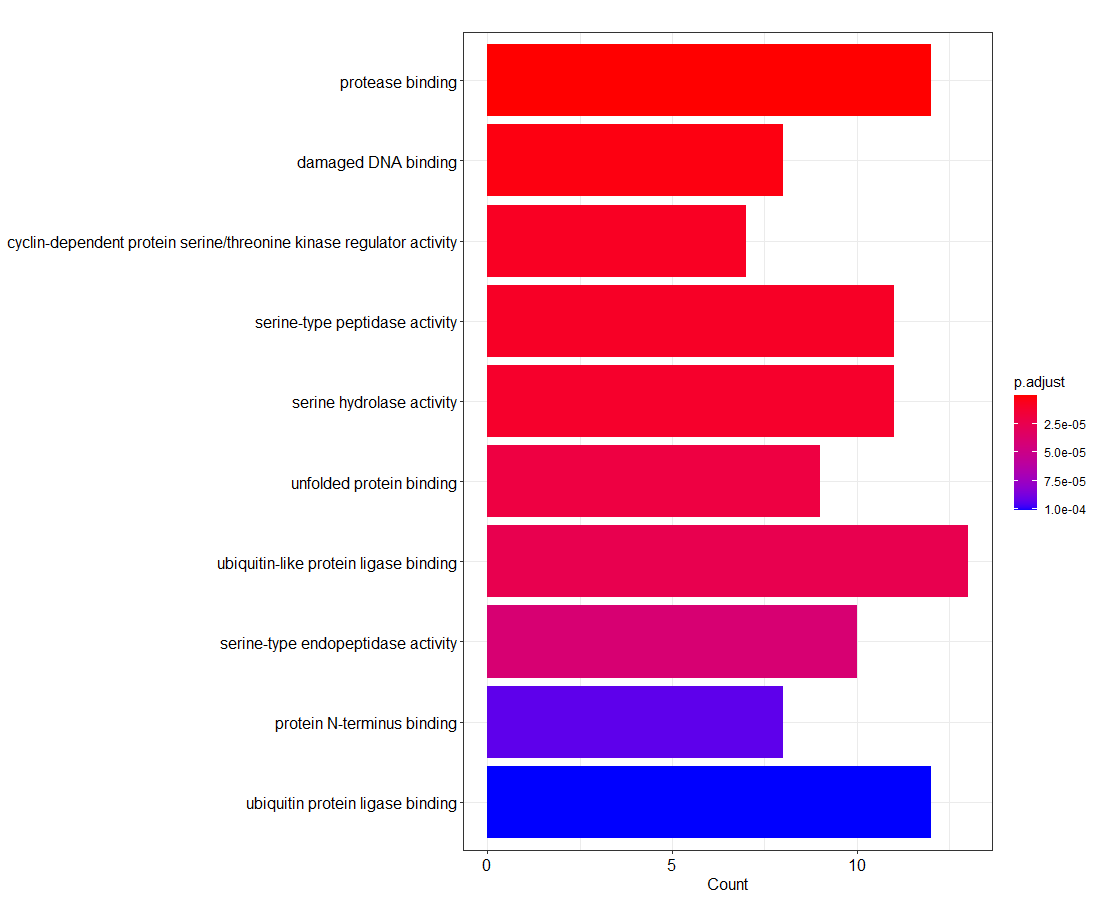 protease binding
damaged DNA binding
cyclin-dependent protein serine/threonine kinase regulator activity
serine-type peptidase activity
serine hydrolase activity
unfolded protein binding
ubiquitin-like protein ligase binding
serine-type endopeptidase activity
protein N-terminus binding
ubiquitin protein ligase binding
0 5 10
Count
p.adjust
2.5e-05
5.0e-05
7.5e-05
1.0e-04